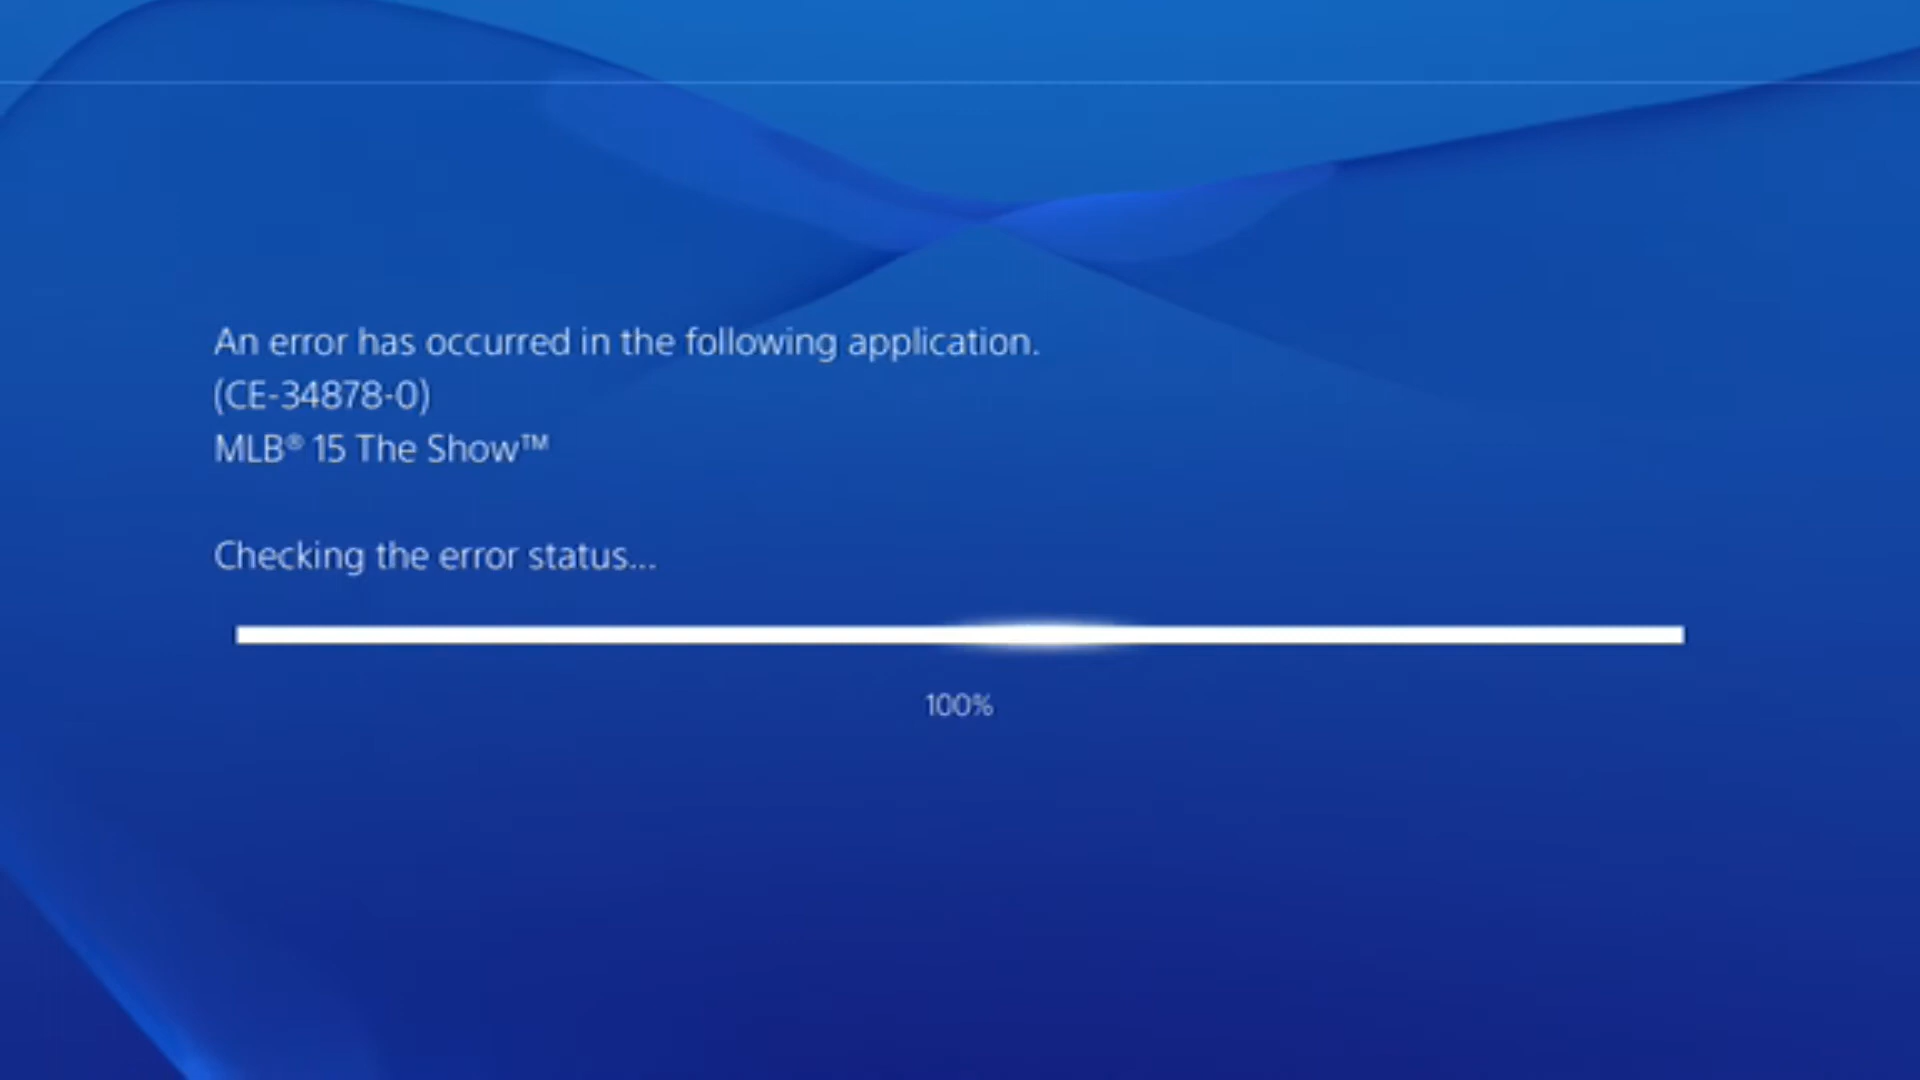 An error has occurred in the following application.
(CE-34878-0)
MLB® 15 The Show™
Checking the error status...
100%